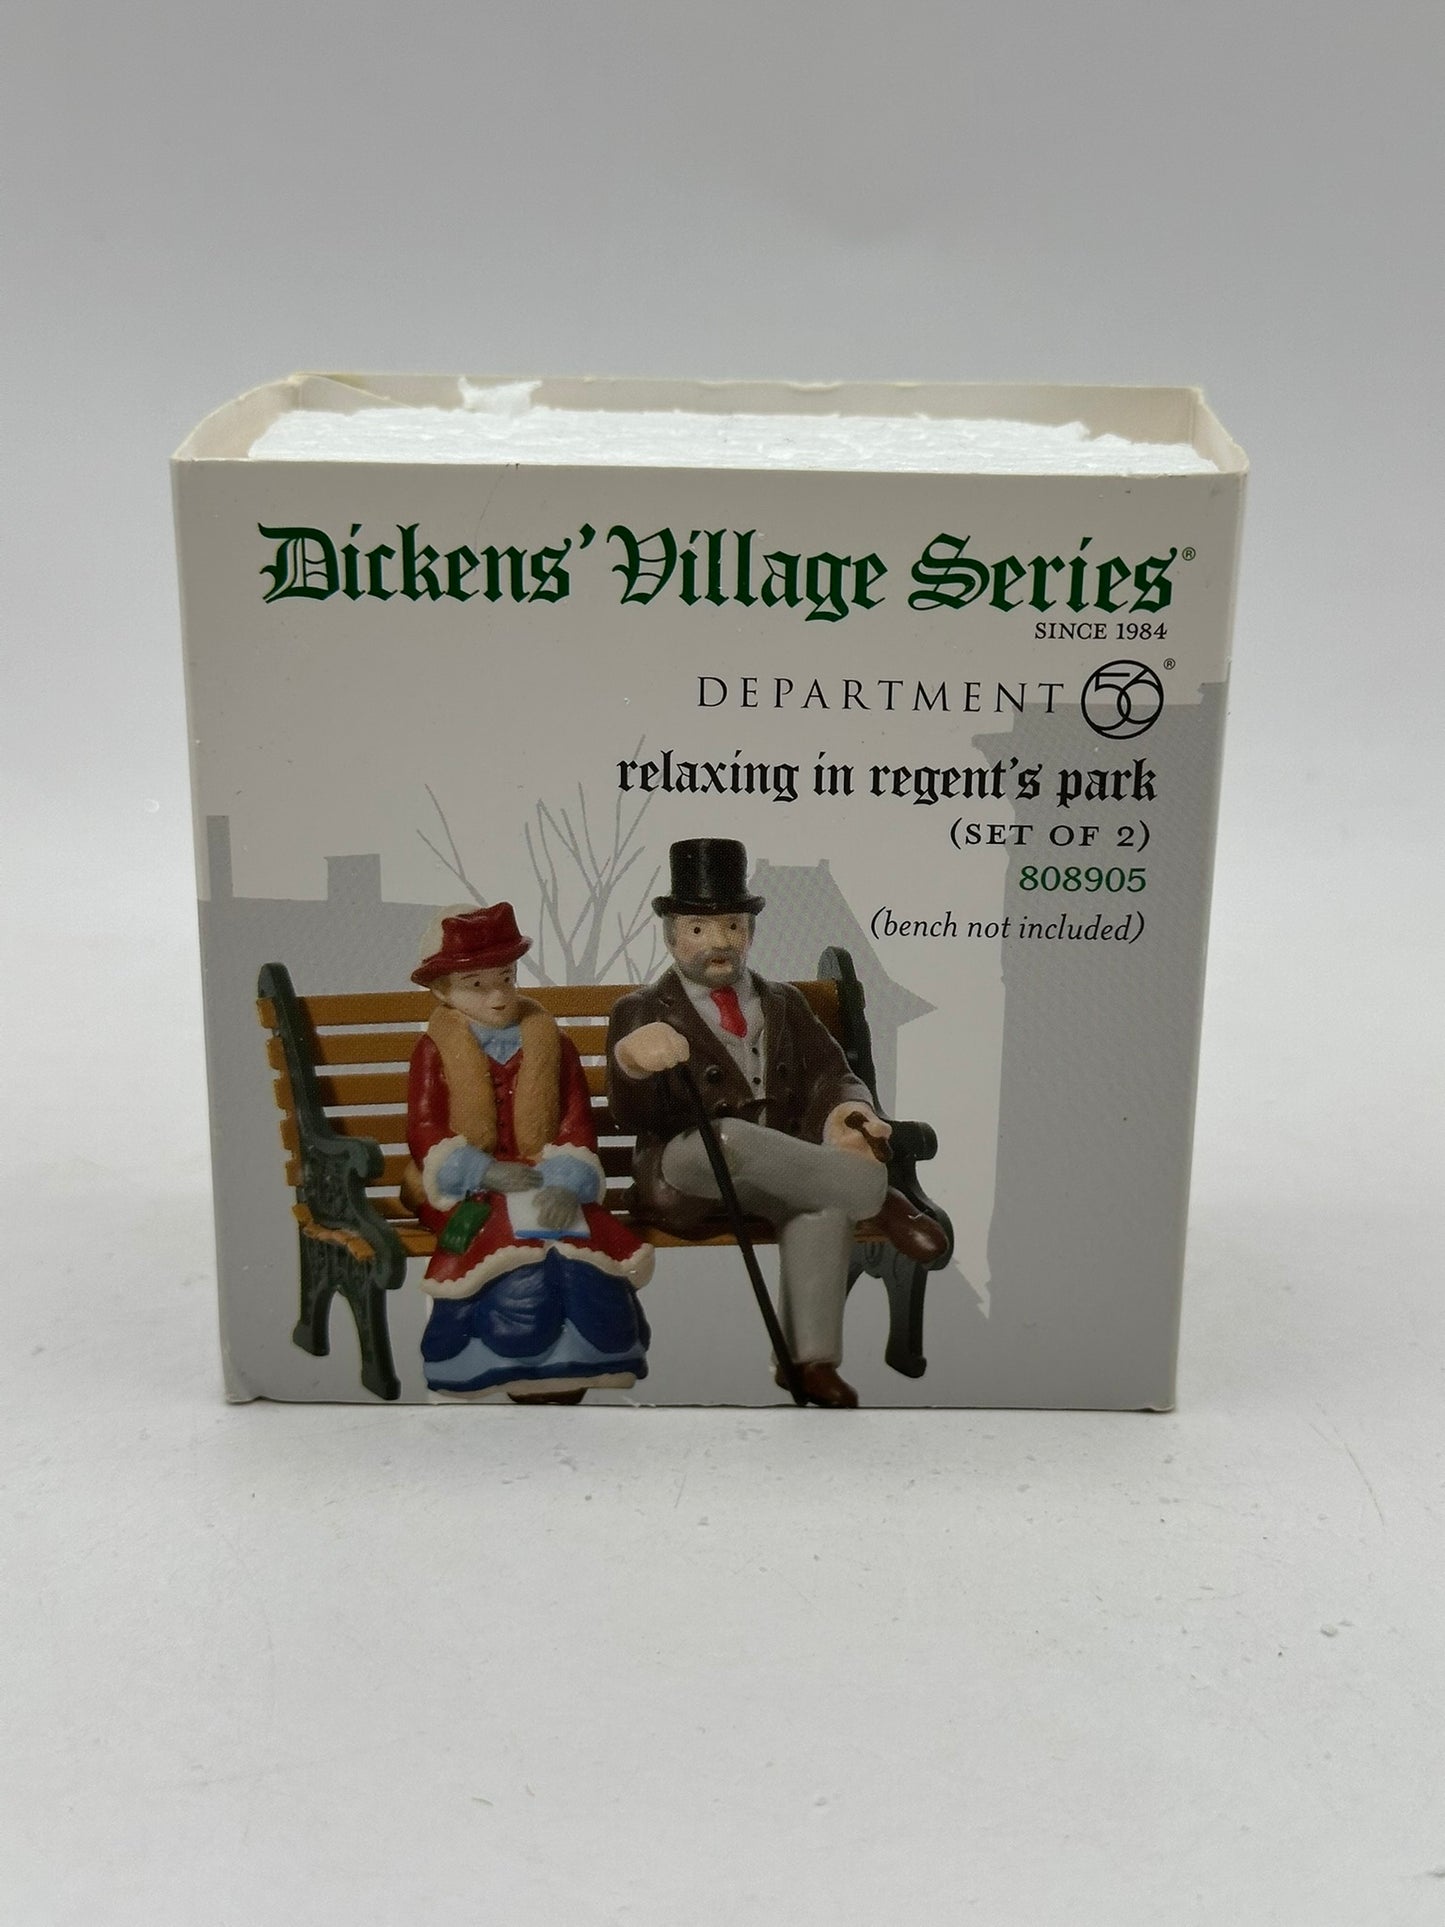 Dickens' Village Series®
SINCE 1984
DEPARTMENT 56®
relaxing in regent's park
(SET OF 2)
808905
(bench not included)